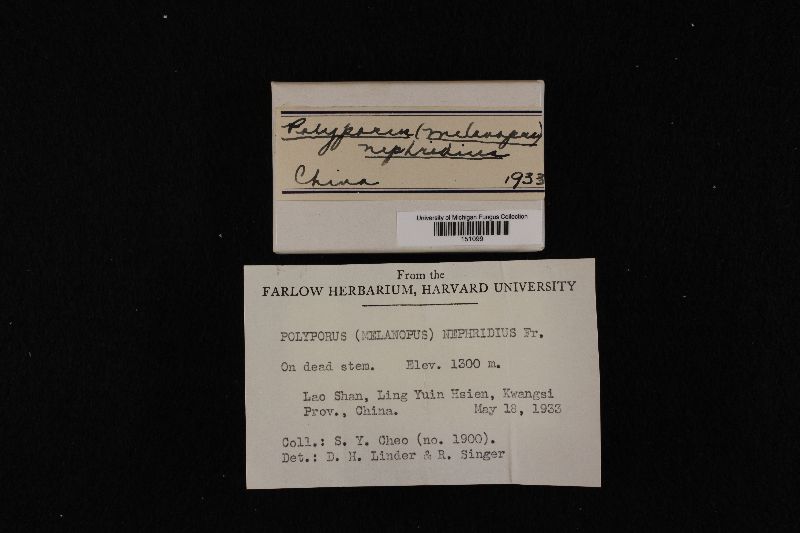 Polyporus (Melanopus)
nephridius
China 1933
University of Michigan Fungus Collection
151099
From the
FARLOW HERBARIUM, HARVARD UNIVERSITY
POLYPORUS (MELANOPUS) NEPHRIDIUS Fr.
On dead stem. Elev. 1300 m.
Lao Shan, Ling Yuin Hsien, Kwangsi
Prov., China. May 18, 1933
Coll.: S. Y. Cheo (no. 1900).
Det.: D. H. Linder & R. Singer